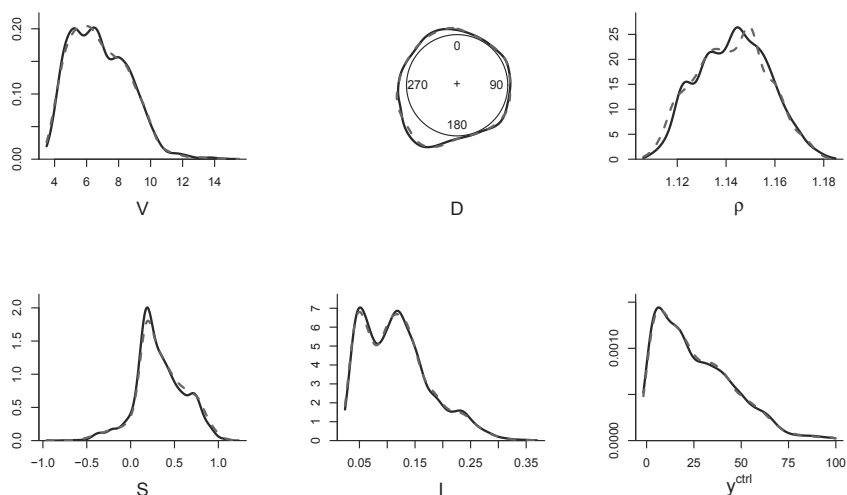 0.00 0.10 0.20
4 6 8 10 12 14
V
0
270 + 90
180
D
0 5 10 15 20 25
1.12 1.14 1.16 1.18
ρ
0.0 0.5 1.0 1.5 2.0
−1.0 −0.5 0.0 0.5 1.0
S
0 1 2 3 4 5 6 7
0.05 0.15 0.25 0.35
I
0.0000 0.0010
0 25 50 75 100
y^ctrl